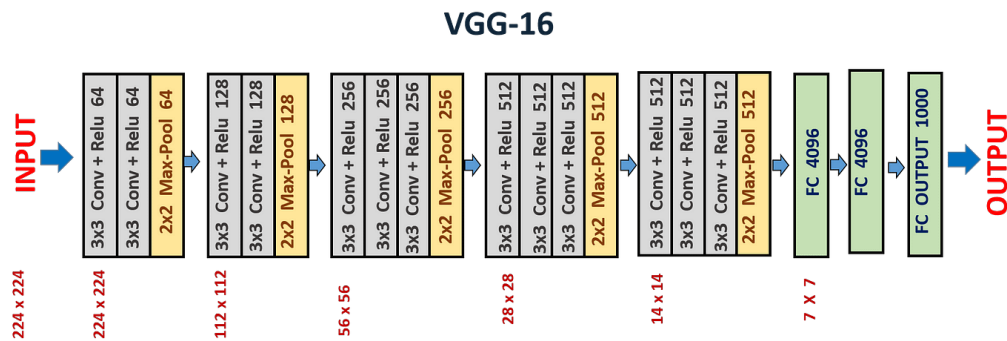 VGG-16
INPUT
3x3 Conv + Relu 64
3x3 Conv + Relu 64
2x2 Max-Pool 64
3x3 Conv + Relu 128
3x3 Conv + Relu 128
2x2 Max-Pool 128
3x3 Conv + Relu 256
3x3 Conv + Relu 256
3x3 Conv + Relu 256
2x2 Max-Pool 256
3x3 Conv + Relu 512
3x3 Conv + Relu 512
3x3 Conv + Relu 512
2x2 Max-Pool 512
3x3 Conv + Relu 512
3x3 Conv + Relu 512
3x3 Conv + Relu 512
2x2 Max-Pool 512
FC 4096
FC 4096
FC OUTPUT 1000
OUTPUT
224 x 224
224 x 224
112 x 112
56 x 56
28 x 28
14 x 14
7 X 7